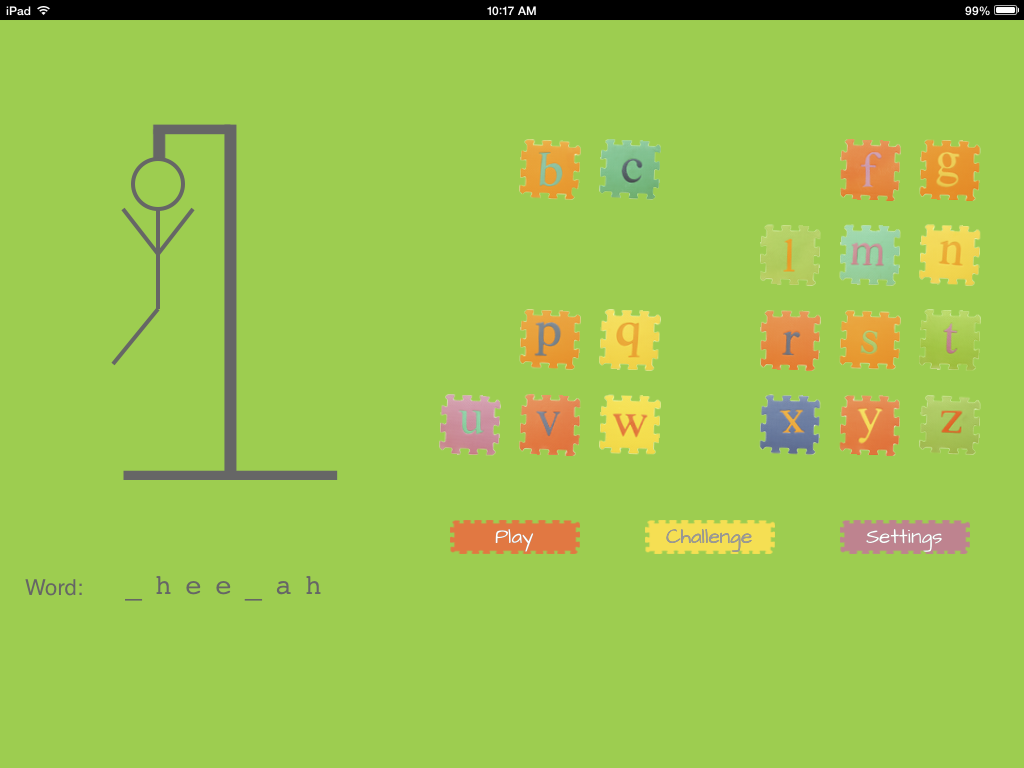 iPad 10:17 AM 99%
b c f g
l m n
p q r s t
u v w x y z
Play Challenge Settings
Word: _ h e e _ a h